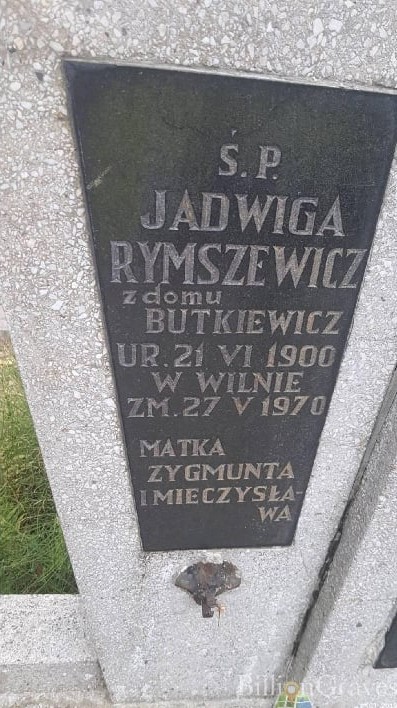 Ś.P.
JADWIGA
RYMSZEWICZ
z domu
BUTKIEWICZ
UR. 21 VI 1900
W WILNIE
ZM. 27 V 1970
MATKA
ZYGMUNTA
I MIECZYSŁA-
WA
BillionGraves